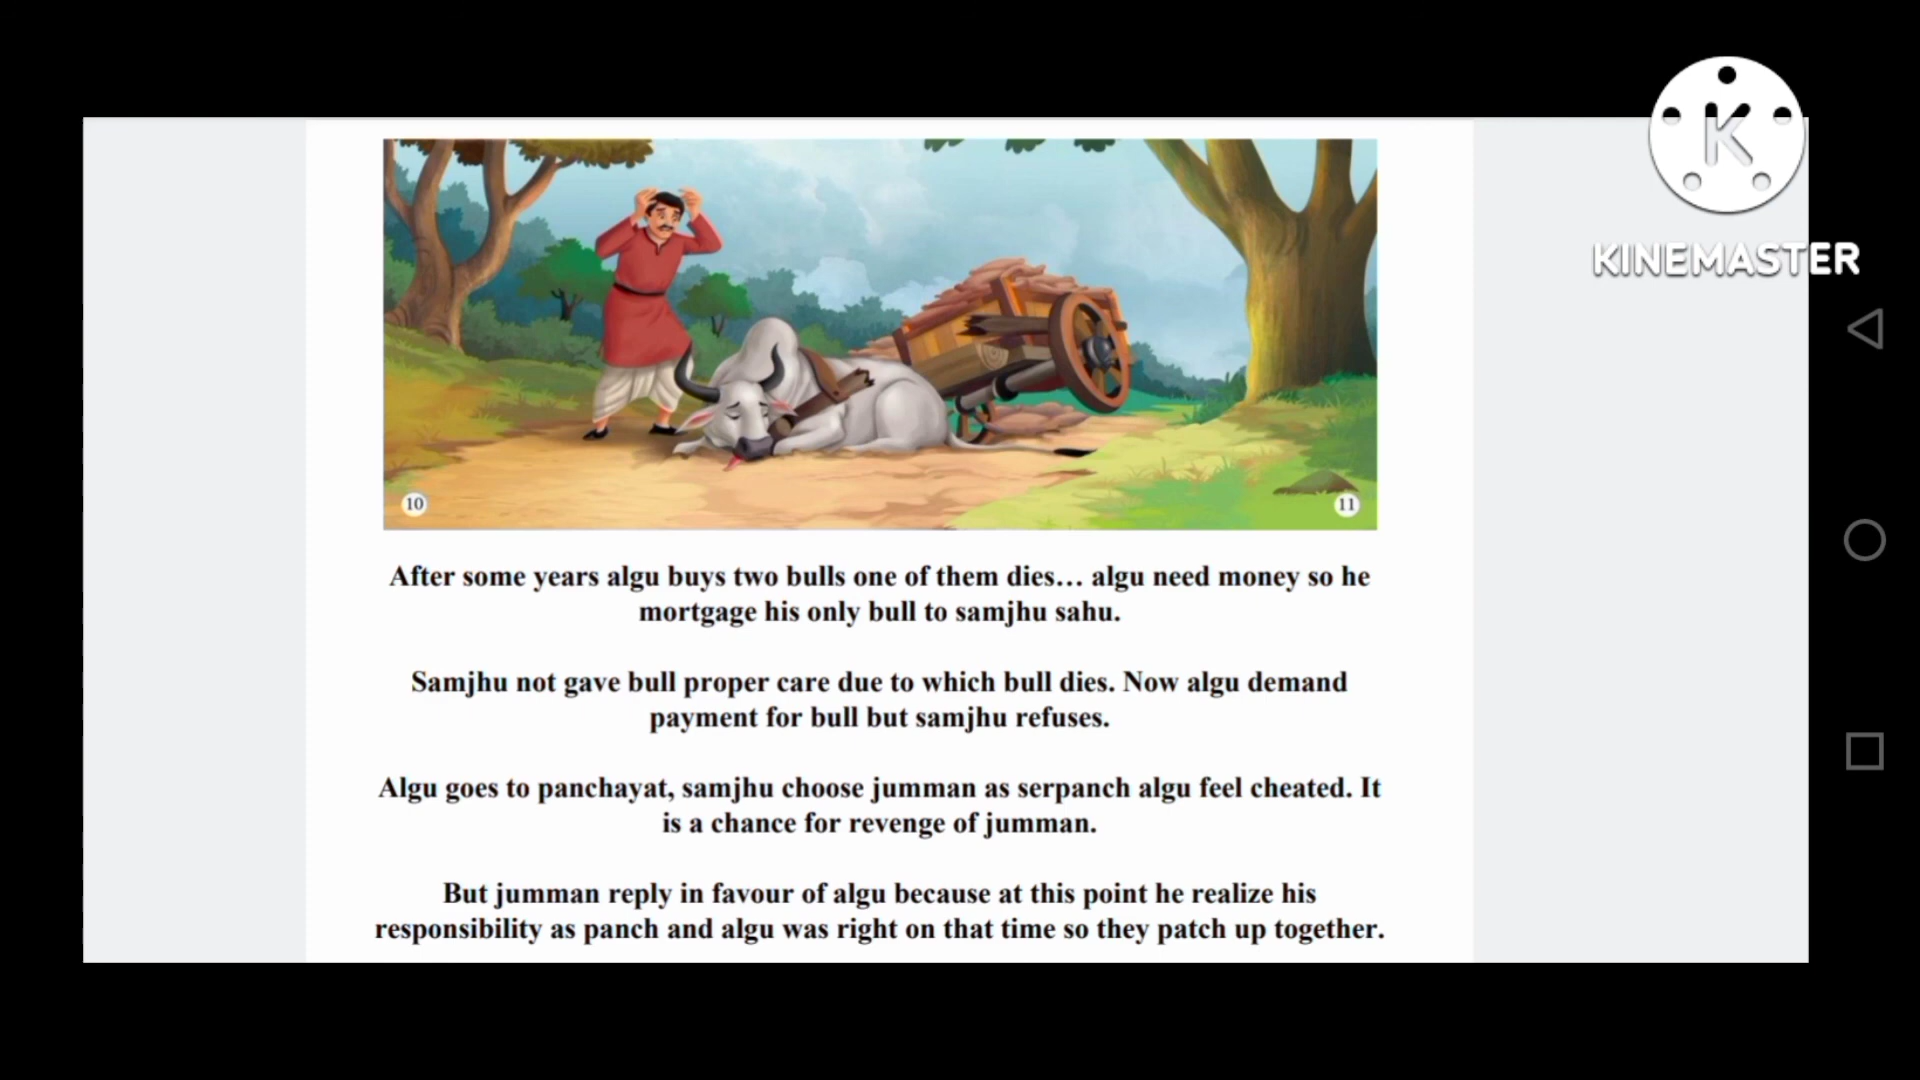 K
KINEMASTER
10
11
After some years algu buys two bulls one of them dies… algu need money so he
mortgage his only bull to samjhu sahu.
Samjhu not gave bull proper care due to which bull dies. Now algu demand
payment for bull but samjhu refuses.
Algu goes to panchayat, samjhu choose jumman as serpanch algu feel cheated. It
is a chance for revenge of jumman.
But jumman reply in favour of algu because at this point he realize his
responsibility as panch and algu was right on that time so they patch up together.